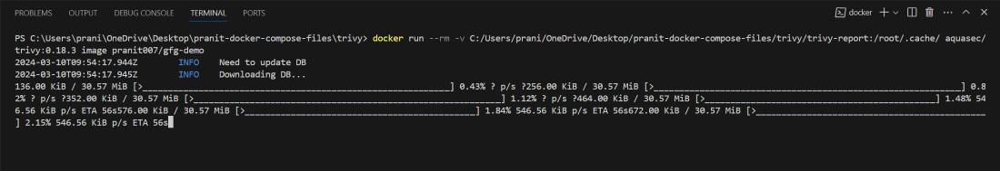 PROBLEMS OUTPUT DEBUG CONSOLE TERMINAL PORTS docker
PS C:\Users\prani\OneDrive\Desktop\pranit-docker-compose-files\trivy> docker run --rm -v C:/Users/prani/OneDrive/Desktop/pranit-docker-compose-files/trivy/trivy-report:/root/.cache/ aquasec/
trivy:0.18.3 image pranit007/gfg-demo
2024-03-10T09:54:17.944Z INFO Need to update DB
2024-03-10T09:54:17.945Z INFO Downloading DB...
136.00 KiB / 30.57 MiB [>____________________________________________________________] 0.43% ? p/s ?256.00 KiB / 30.57 MiB [>____________________________________________________________] 0.8
2% ? p/s ?352.00 KiB / 30.57 MiB [>____________________________________________________________] 1.12% ? p/s ?464.00 KiB / 30.57 MiB [>____________________________________________________________] 1.48% 54
6.56 KiB p/s ETA 56s576.00 KiB / 30.57 MiB [>_____________________________________________] 1.84% 546.56 KiB p/s ETA 56s672.00 KiB / 30.57 MiB [>_____________________________________________
] 2.15% 546.56 KiB p/s ETA 56s